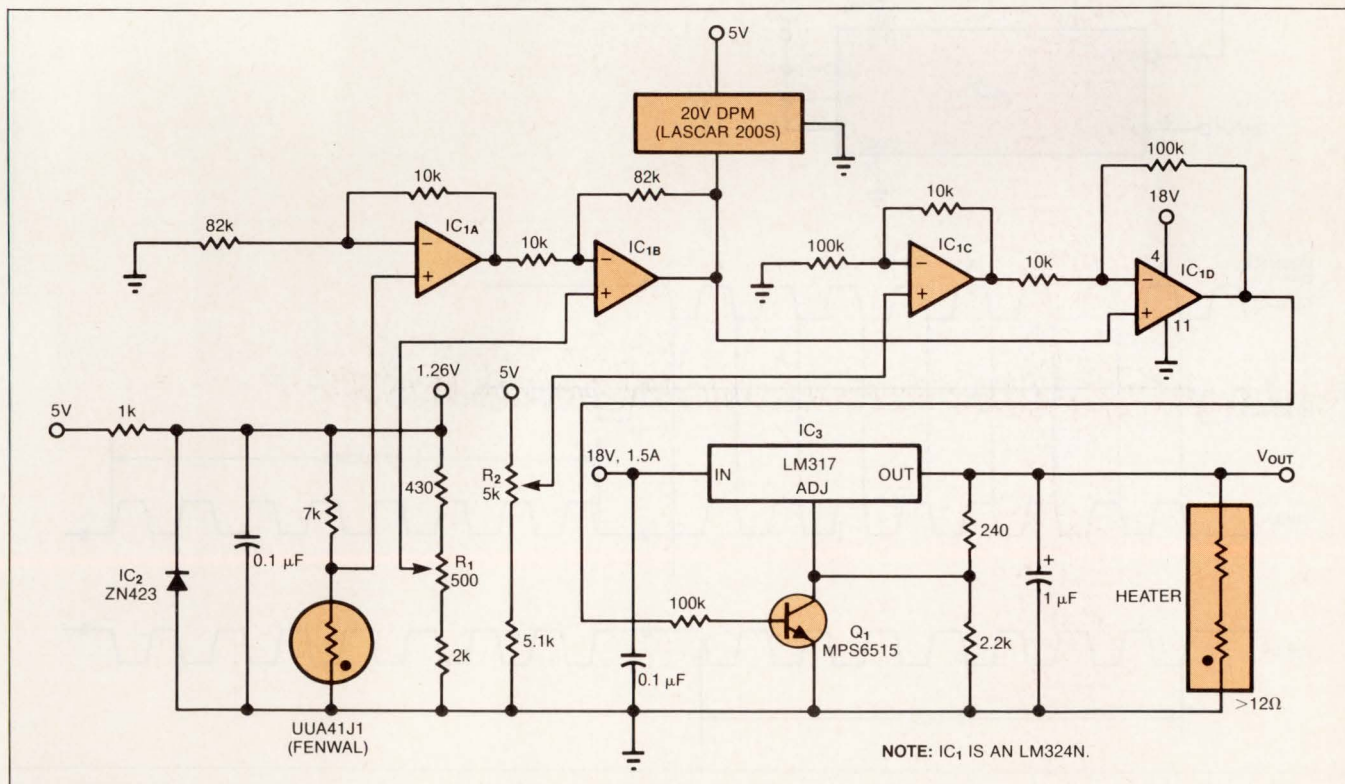 5V
20V DPM
(LASCAR 200S)
10k
82k
100k
82k
IC1A
10k
IC1B
10k
100k
IC1C
10k
18V
4
IC1D
11
1.26V
5V
5V
1k
430
7k
R2
5k
IC3
18V, 1.5A
IN
LM317
OUT
ADJ
VOUT
IC2
ZN423
0.1 µF
R1
500
2k
5.1k
100k
0.1 µF
Q1
MPS6515
240
2.2k
+
1 µF
HEATER
>12Ω
UUA41J1
(FENWAL)
NOTE: IC1 IS AN LM324N.